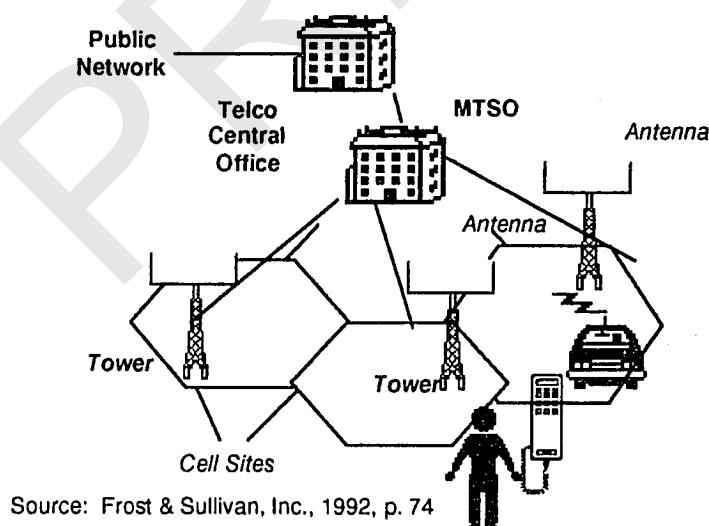 Public
Network
Telco
Central
Office
MTSO
Antenna
Antenna
Tower
Tower
Cell Sites
Source: Frost & Sullivan, Inc., 1992, p. 74